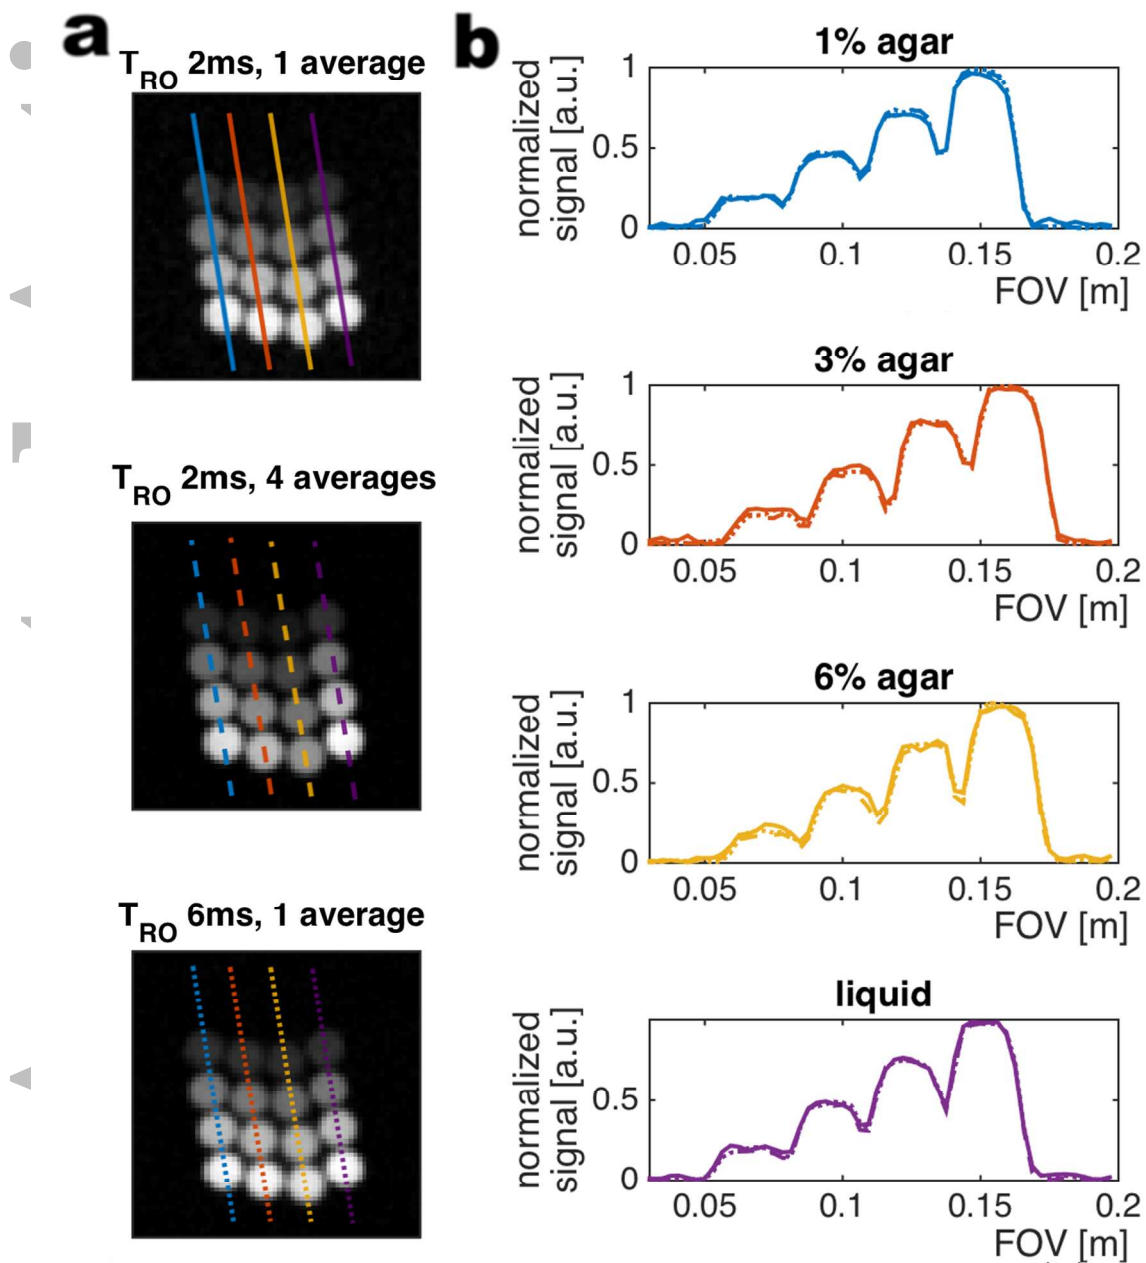 a
T_RO 2ms, 1 average
T_RO 2ms, 4 averages
T_RO 6ms, 1 average
b
1% agar
normalized
signal [a.u.]
1
0.5
0
0.05 0.1 0.15 0.2
FOV [m]
3% agar
normalized
signal [a.u.]
1
0.5
0
0.05 0.1 0.15 0.2
FOV [m]
6% agar
normalized
signal [a.u.]
1
0.5
0
0.05 0.1 0.15 0.2
FOV [m]
liquid
normalized
signal [a.u.]
0.5
0
0.05 0.1 0.15 0.2
FOV [m]